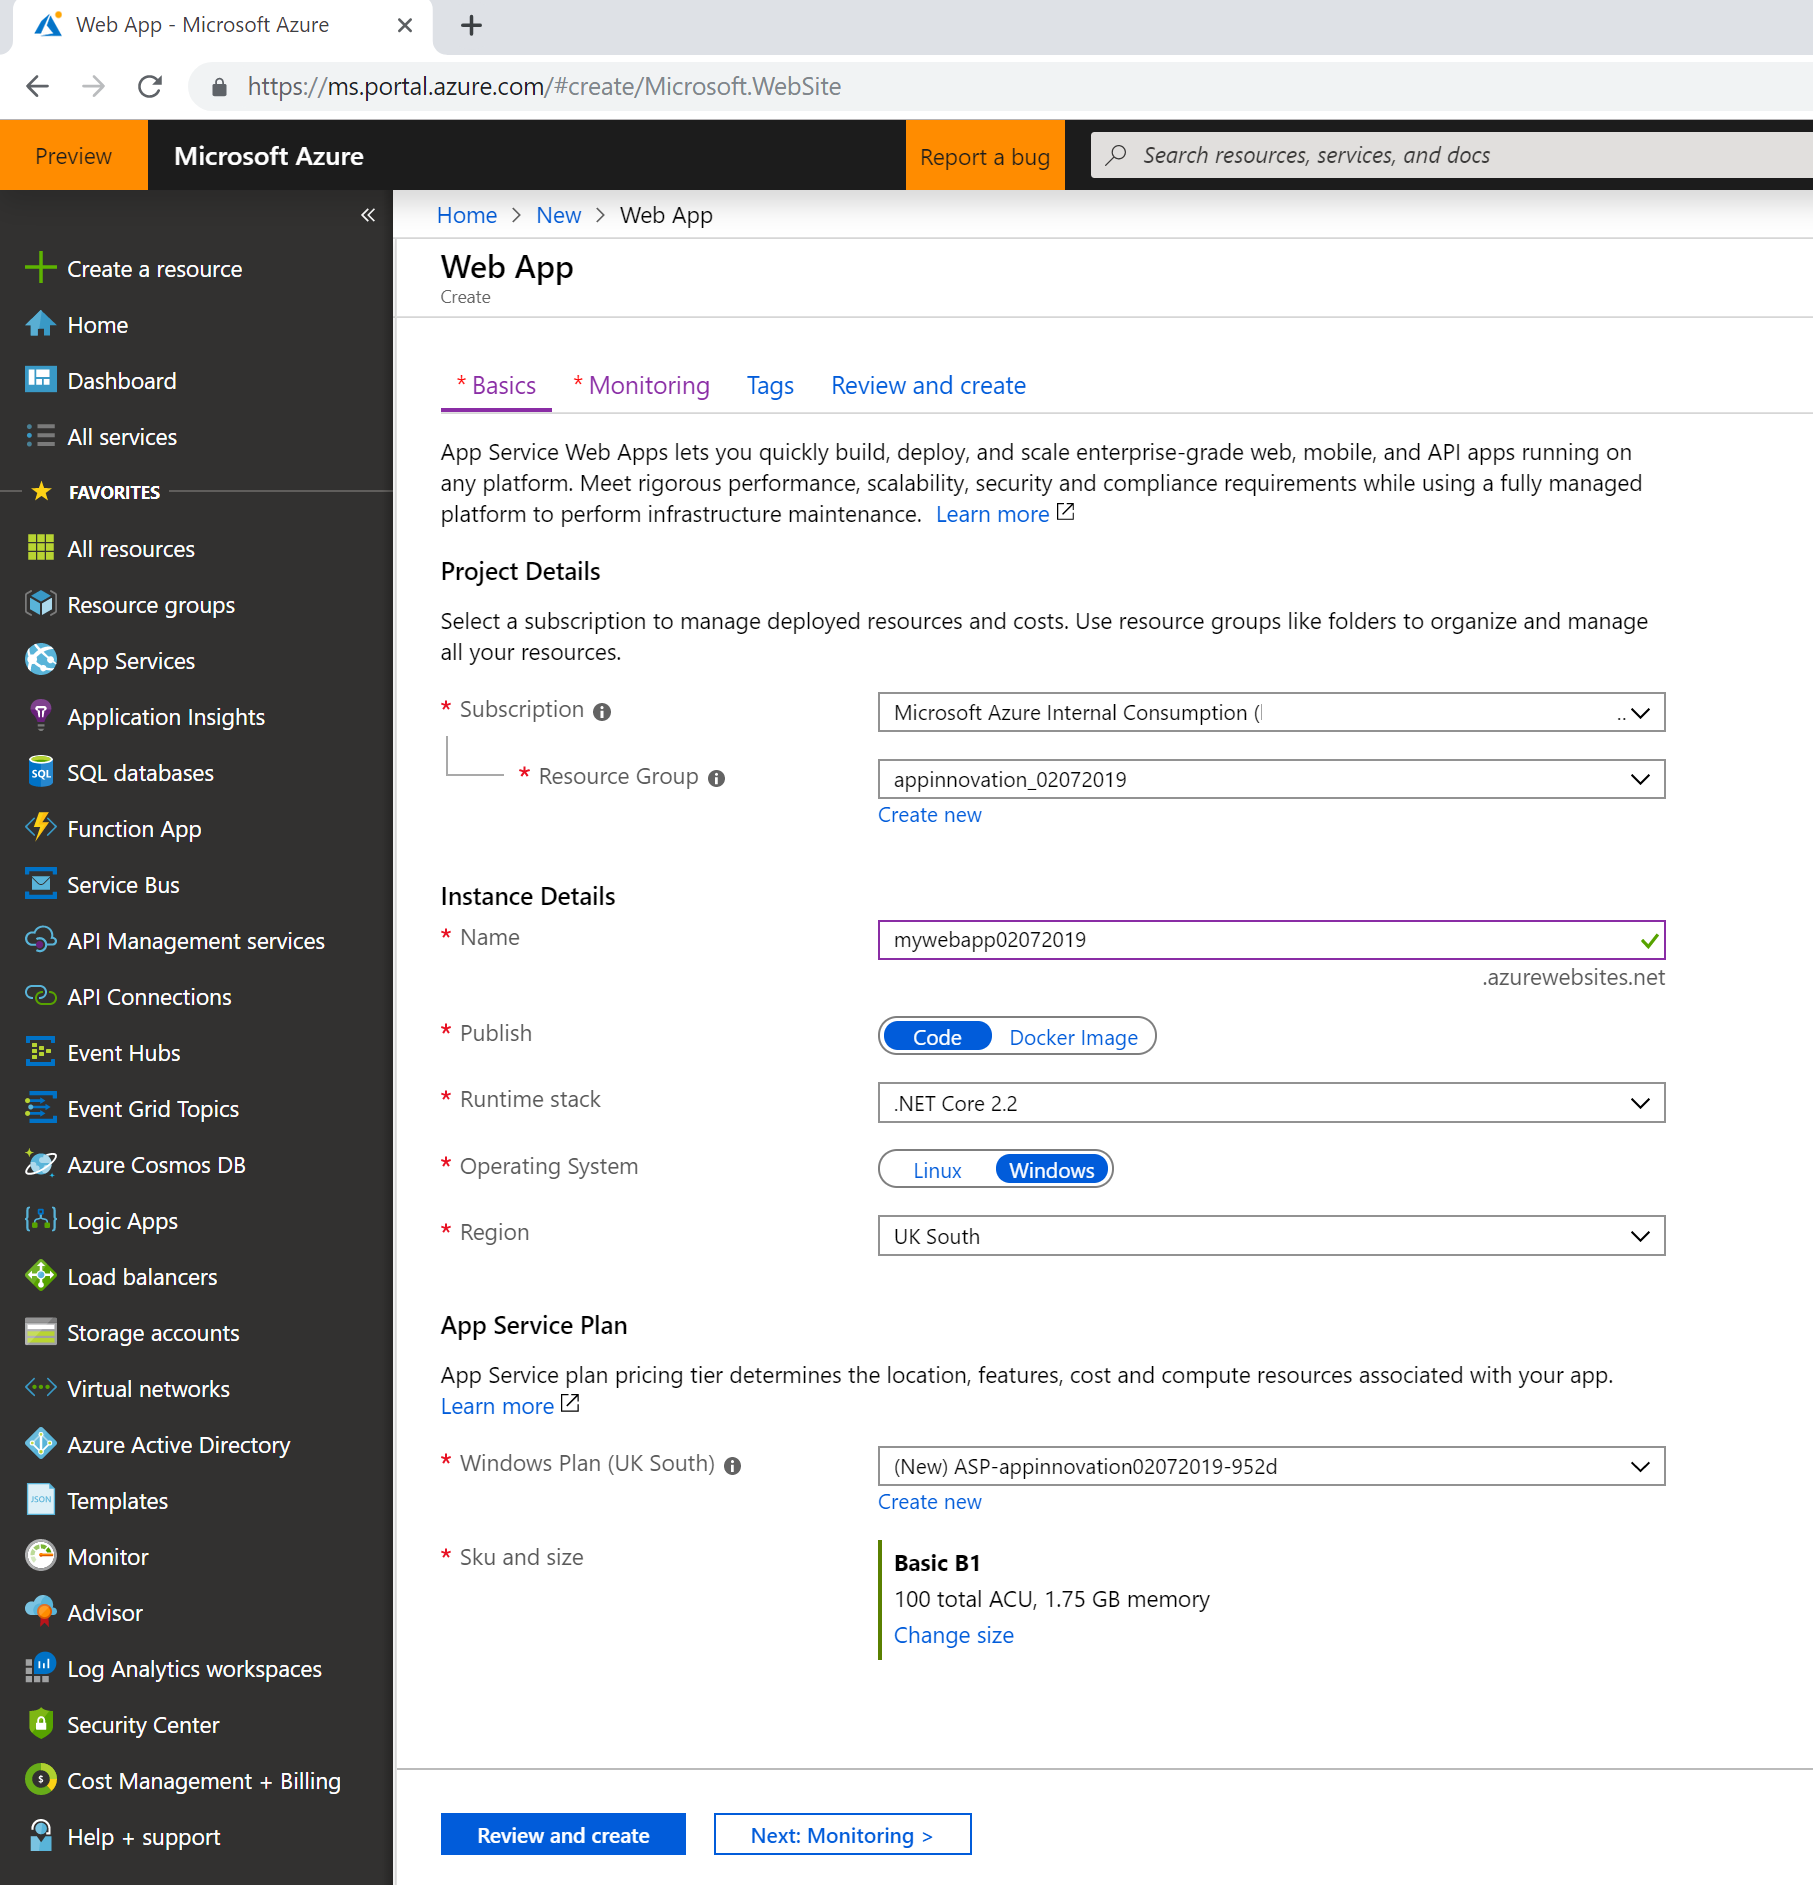 Web App - Microsoft Azure
https://ms.portal.azure.com/#create/Microsoft.WebSite
Preview
Microsoft Azure
Report a bug
Search resources, services, and docs
Create a resource
Home
Dashboard
All services
FAVORITES
All resources
Resource groups
App Services
Application Insights
SQL databases
Function App
Service Bus
API Management services
API Connections
Event Hubs
Event Grid Topics
Azure Cosmos DB
Logic Apps
Load balancers
Storage accounts
Virtual networks
Azure Active Directory
Templates
Monitor
Advisor
Log Analytics workspaces
Security Center
Cost Management + Billing
Help + support
Home > New > Web App
Web App
Create
* Basics * Monitoring Tags Review and create
App Service Web Apps lets you quickly build, deploy, and scale enterprise-grade web, mobile, and API apps running on
any platform. Meet rigorous performance, scalability, security and compliance requirements while using a fully managed
platform to perform infrastructure maintenance. Learn more
Project Details
Select a subscription to manage deployed resources and costs. Use resource groups like folders to organize and manage
all your resources.
* Subscription
Microsoft Azure Internal Consumption ( ..
* Resource Group
appinnovation_02072019
Create new
Instance Details
* Name
mywebapp02072019
.azurewebsites.net
* Publish
Code Docker Image
* Runtime stack
.NET Core 2.2
* Operating System
Linux Windows
* Region
UK South
App Service Plan
App Service plan pricing tier determines the location, features, cost and compute resources associated with your app.
Learn more
* Windows Plan (UK South)
(New) ASP-appinnovation02072019-952d
Create new
* Sku and size
Basic B1
100 total ACU, 1.75 GB memory
Change size
Review and create
Next: Monitoring >